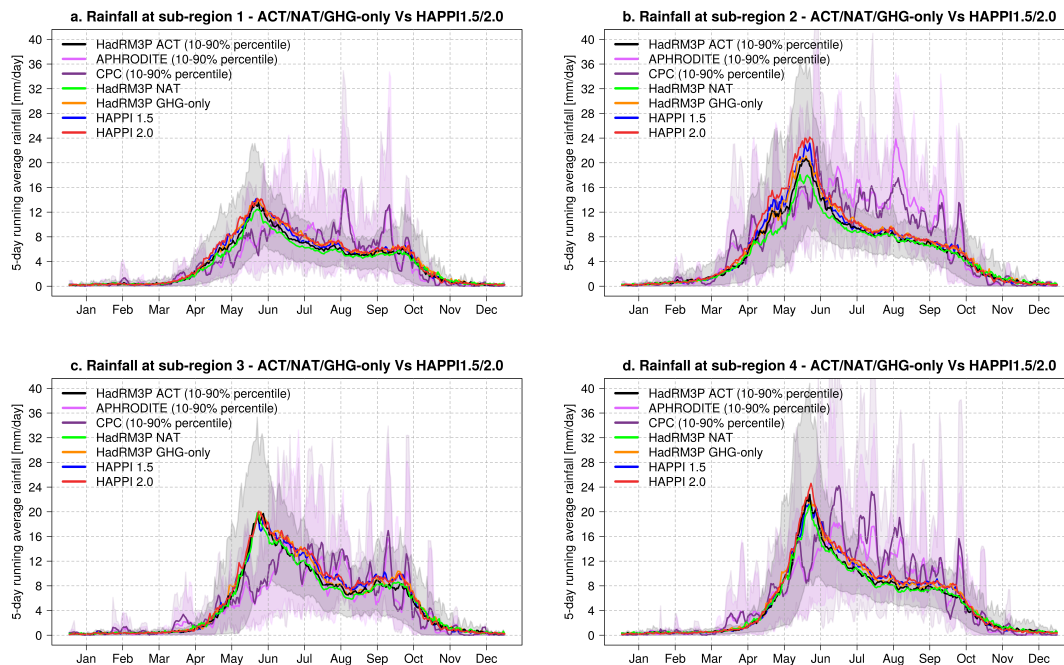 a. Rainfall at sub-region 1 - ACT/NAT/GHG-only Vs HAPPI1.5/2.0
5-day running average rainfall [mm/day]
40
36
32
28
24
20
16
12
8
4
0
HadRM3P ACT (10-90% percentile)
APHRODITE (10-90% percentile)
CPC (10-90% percentile)
HadRM3P NAT
HadRM3P GHG-only
HAPPI 1.5
HAPPI 2.0
Jan Feb Mar Apr May Jun Jul Aug Sep Oct Nov Dec
b. Rainfall at sub-region 2 - ACT/NAT/GHG-only Vs HAPPI1.5/2.0
5-day running average rainfall [mm/day]
40
36
32
28
24
20
16
12
8
4
0
HadRM3P ACT (10-90% percentile)
APHRODITE (10-90% percentile)
CPC (10-90% percentile)
HadRM3P NAT
HadRM3P GHG-only
HAPPI 1.5
HAPPI 2.0
Jan Feb Mar Apr May Jun Jul Aug Sep Oct Nov Dec
c. Rainfall at sub-region 3 - ACT/NAT/GHG-only Vs HAPPI1.5/2.0
5-day running average rainfall [mm/day]
40
36
32
28
24
20
16
12
8
4
0
HadRM3P ACT (10-90% percentile)
APHRODITE (10-90% percentile)
CPC (10-90% percentile)
HadRM3P NAT
HadRM3P GHG-only
HAPPI 1.5
HAPPI 2.0
Jan Feb Mar Apr May Jun Jul Aug Sep Oct Nov Dec
d. Rainfall at sub-region 4 - ACT/NAT/GHG-only Vs HAPPI1.5/2.0
5-day running average rainfall [mm/day]
40
36
32
28
24
20
16
12
8
4
0
HadRM3P ACT (10-90% percentile)
APHRODITE (10-90% percentile)
CPC (10-90% percentile)
HadRM3P NAT
HadRM3P GHG-only
HAPPI 1.5
HAPPI 2.0
Jan Feb Mar Apr May Jun Jul Aug Sep Oct Nov Dec